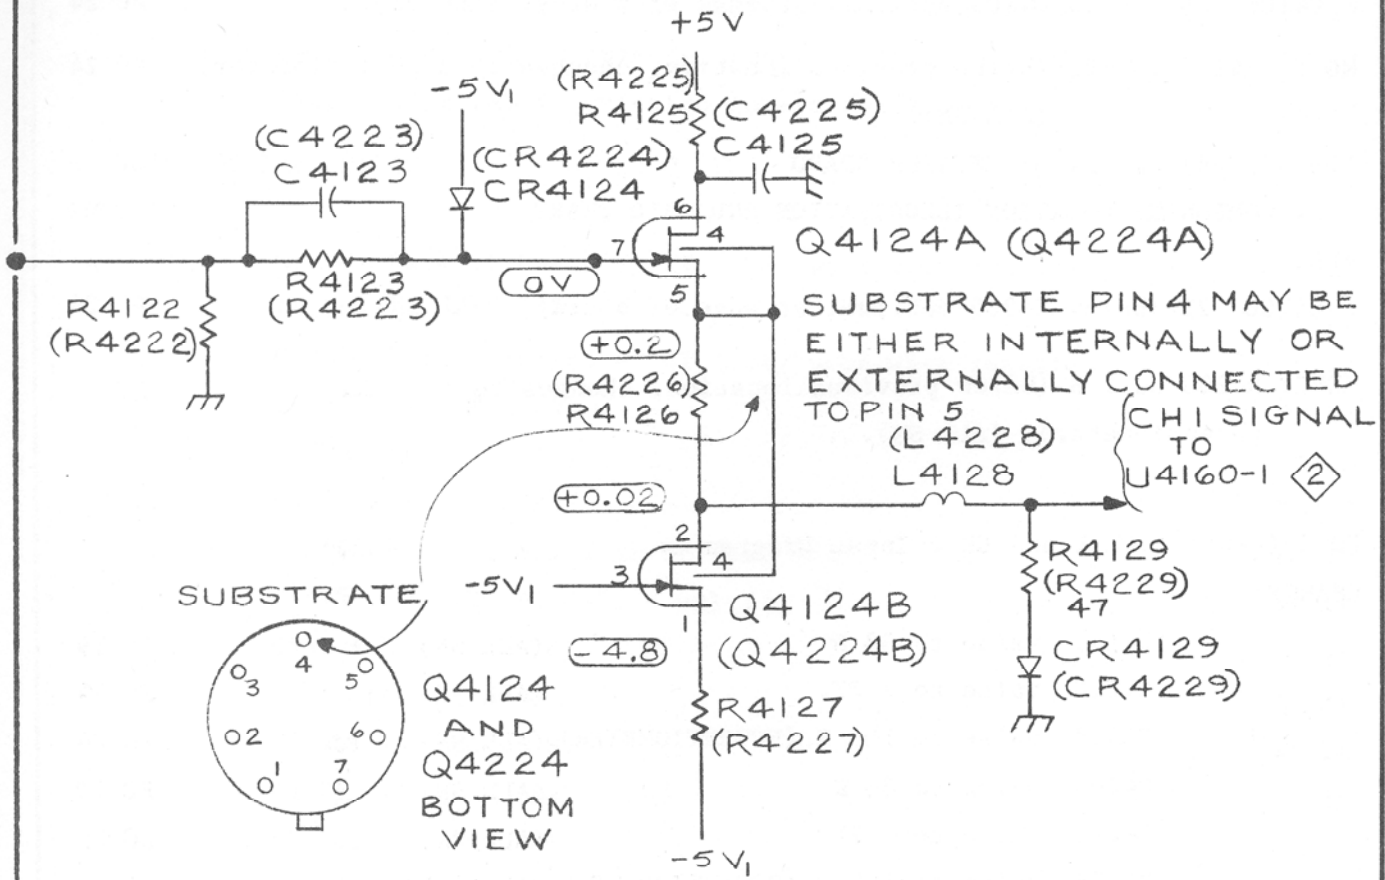 +5V
(R4225)
R4125
(C4225)
C4125
-5V₁
(C4223)
C4123
(CR4224)
CR4124
6
4
7
5
Q4124A (Q4224A)
0V
R4123
(R4223)
R4122
(R4222)
SUBSTRATE PIN 4 MAY BE
EITHER INTERNALLY OR
EXTERNALLY CONNECTED
TO PIN 5
+0.2
(R4226)
R4126
(L4228)
L4128
CH1 SIGNAL
TO
U4160-1 2
+0.02
2
4
3
1
-5V₁
Q4124B
(Q4224B)
-4.8
R4129
(R4229)
47
CR4129
(CR4229)
R4127
(R4227)
-5V₁
SUBSTRATE
4
3
5
2
6
1
7
Q4124
AND
Q4224
BOTTOM
VIEW